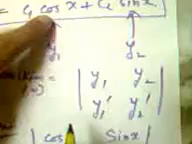 = C₁ cos x + C₂ sin x
y₁ y₂
(w)
y₁ y₂
y₁' y₂'
cos Sin x